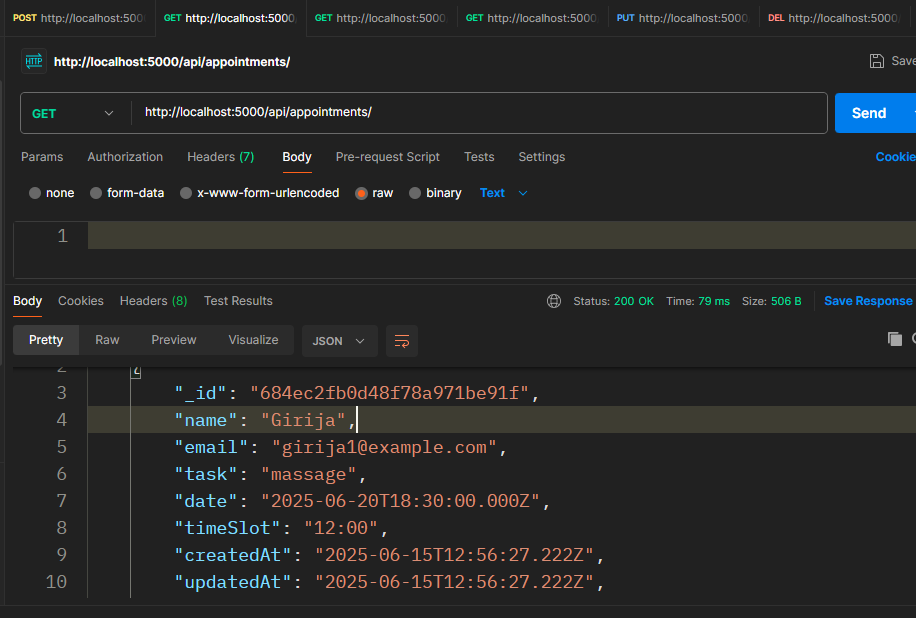 POST http://localhost:500 GET http://localhost:5000 GET http://localhost:5000 GET http://localhost:5000 PUT http://localhost:5000 DEL http://localhost:5000/
HTTP http://localhost:5000/api/appointments/ Save
GET http://localhost:5000/api/appointments/ Send
Params Authorization Headers (7) Body Pre-request Script Tests Settings Cookie
none form-data x-www-form-urlencoded raw binary Text
1
Body Cookies Headers (8) Test Results Status: 200 OK Time: 79 ms Size: 506 B Save Response
Pretty Raw Preview Visualize JSON
2 {
3 "_id": "684ec2fb0d48f78a971be91f",
4 "name": "Girija",
5 "email": "girija1@example.com",
6 "task": "massage",
7 "date": "2025-06-20T18:30:00.000Z",
8 "timeSlot": "12:00",
9 "createdAt": "2025-06-15T12:56:27.222Z",
10 "updatedAt": "2025-06-15T12:56:27.222Z",